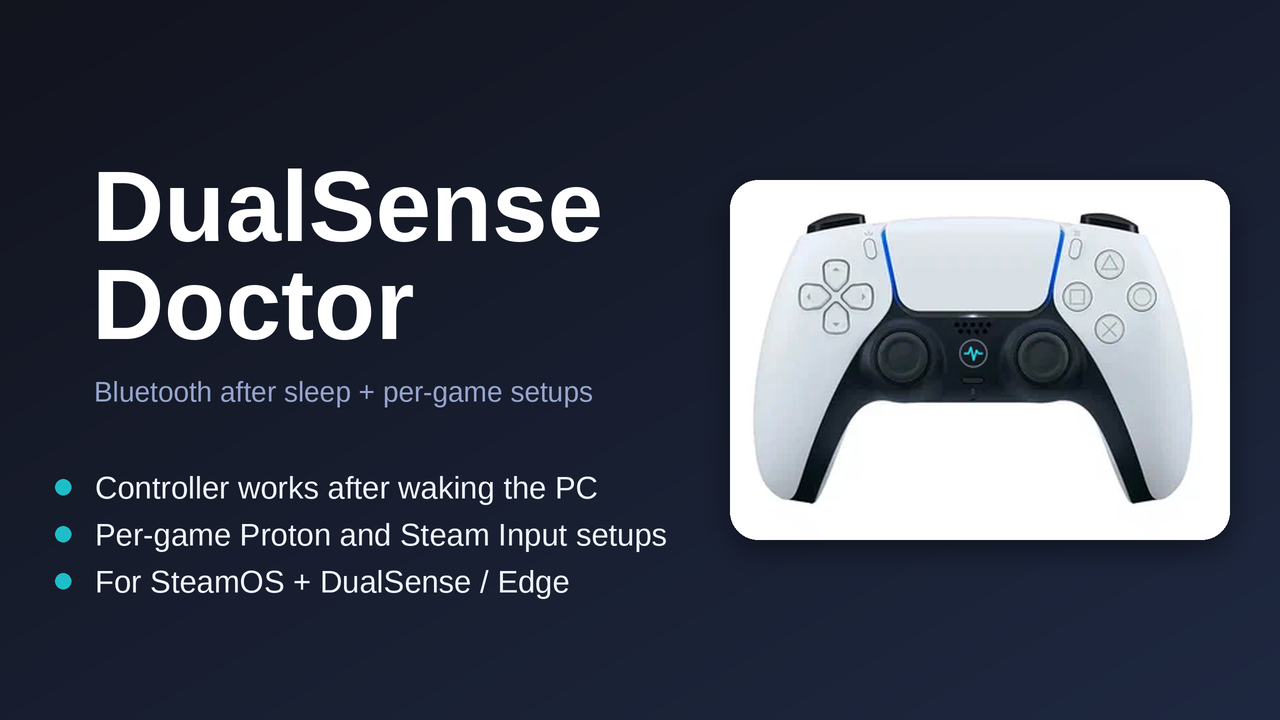 DualSense
Doctor
Bluetooth after sleep + per-game setups
Controller works after waking the PC
Per-game Proton and Steam Input setups
For SteamOS + DualSense / Edge